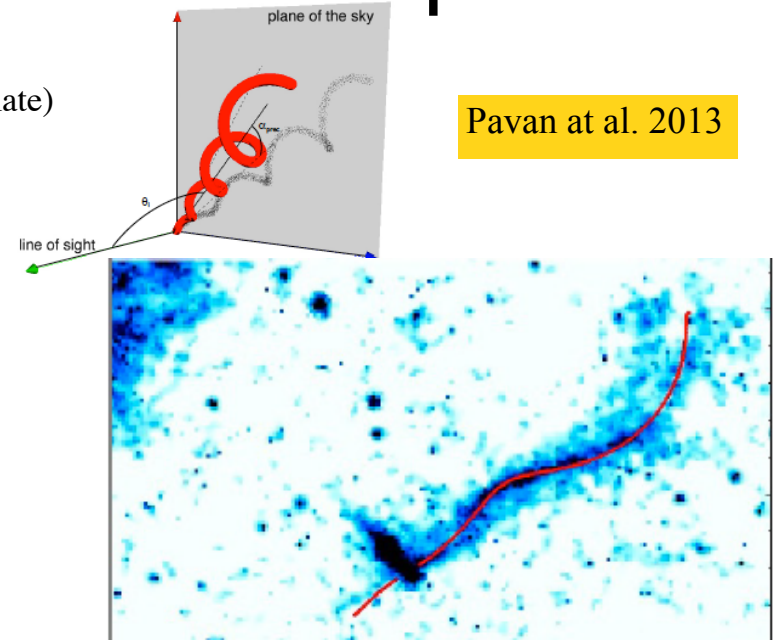 plane of the sky
ate)
Pavan at al. 2013
αprec
θi
line of sight